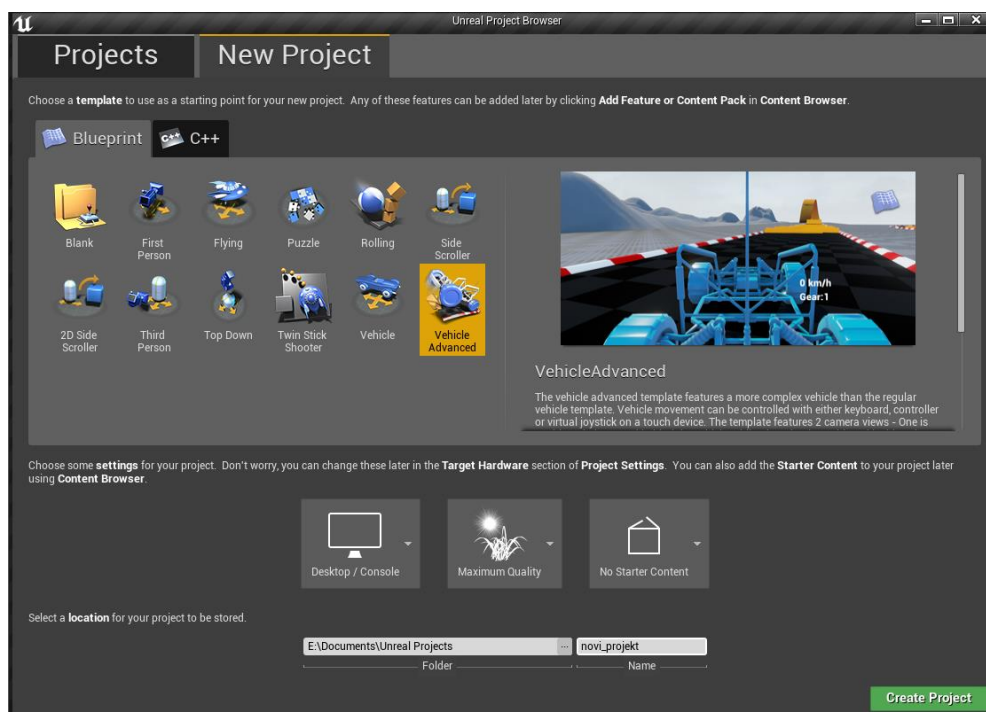 Unreal Project Browser
Projects
New Project
Choose a template to use as a starting point for your new project. Any of these features can be added later by clicking Add Feature or Content Pack in Content Browser.
Blueprint
C++
C++
Blank
First
Person
Flying
Puzzle
Rolling
Side
Scroller
2D Side
Scroller
Third
Person
Top Down
Twin Stick
Shooter
Vehicle
Vehicle
Advanced
0 km/h
Gear:1
VehicleAdvanced
The vehicle advanced template features a more complex vehicle than the regular
vehicle template. Vehicle movement can be controlled with either keyboard, controller
or virtual joystick on a touch device. The template features 2 camera views - One is
Choose some settings for your project. Don't worry, you can change these later in the Target Hardware section of Project Settings. You can also add the Starter Content to your project later
using Content Browser.
Desktop / Console
Maximum Quality
No Starter Content
Select a location for your project to be stored.
E:\Documents\Unreal Projects
...
novi_projekt
Folder
Name
Create Project